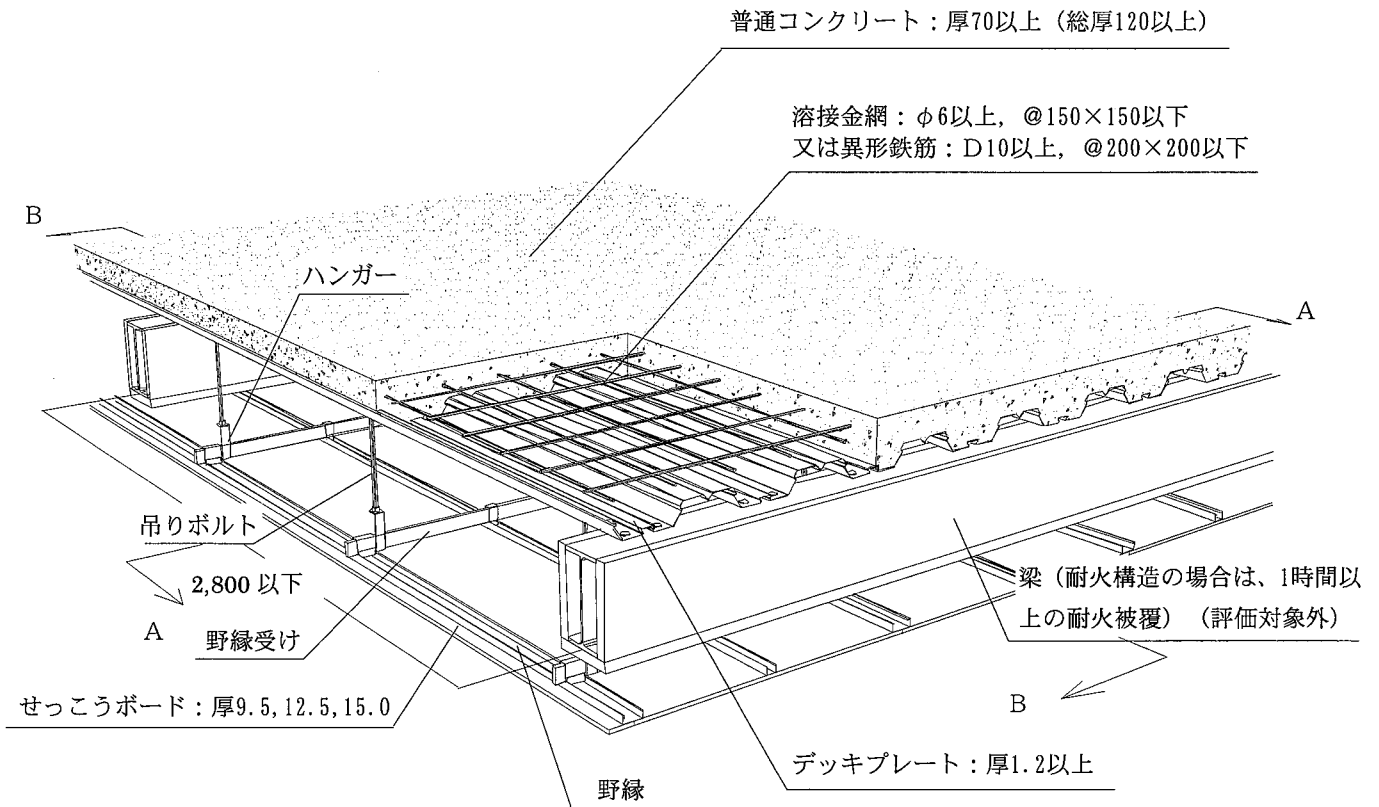 普通コンクリート：厚70以上（総厚120以上）
溶接金網：φ6以上，@150×150以下
又は異形鉄筋：D10以上，@200×200以下
B
ハンガー
A
吊りボルト
2,800 以下
梁（耐火構造の場合は、1時間以
上の耐火被覆）（評価対象外）
A
野縁受け
せっこうボード：厚9.5,12.5,15.0
B
デッキプレート：厚1.2以上
野縁